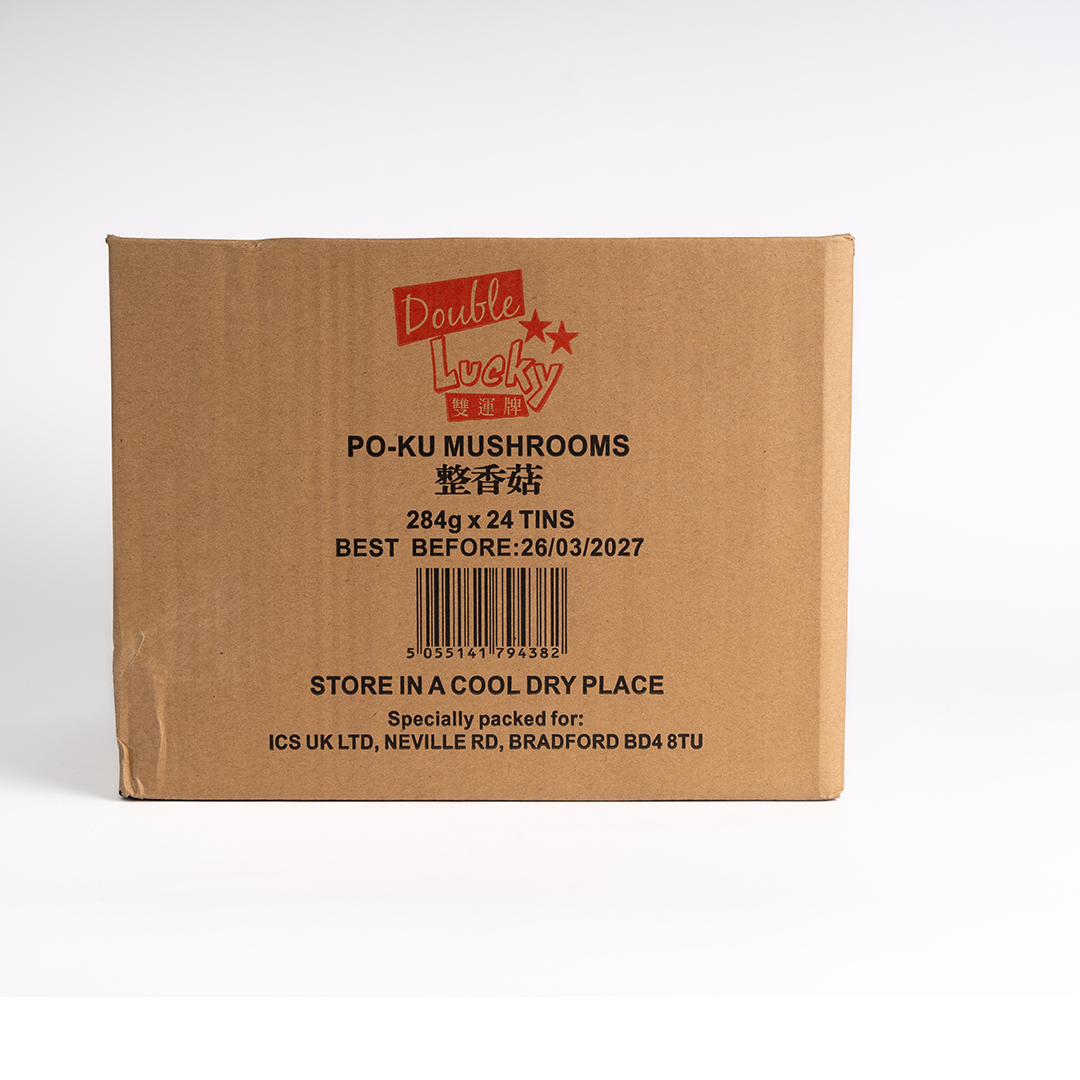 Double
Lucky
雙運牌
PO-KU MUSHROOMS
整香菇
284g x 24 TINS
BEST BEFORE:26/03/2027
5 055141 794382
STORE IN A COOL DRY PLACE
Specially packed for:
ICS UK LTD, NEVILLE RD, BRADFORD BD4 8TU